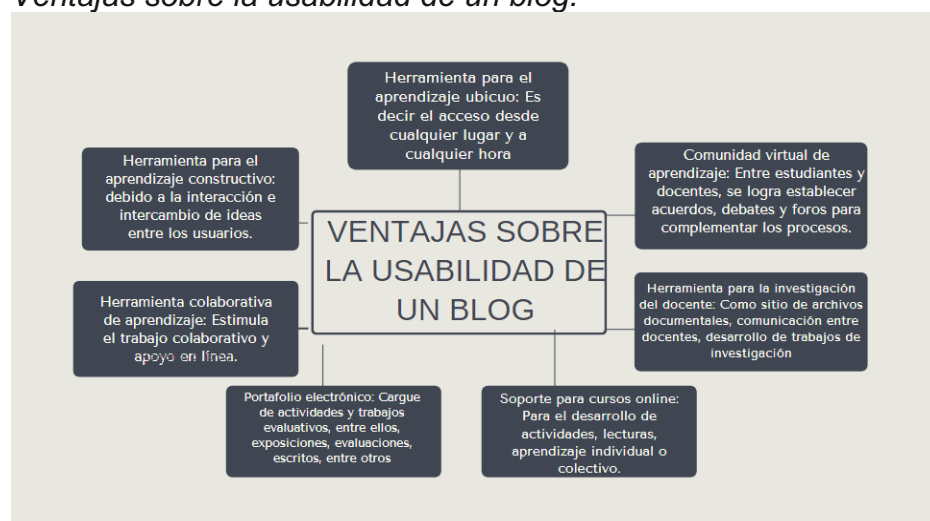 Ventajas sobre la usabilidad de un blog.
Herramienta para el
aprendizaje ubicuo: Es
decir el acceso desde
cualquier lugar y a
cualquier hora
Herramienta para el
aprendizaje constructivo:
debido a la interacción e
intercambio de ideas
entre los usuarios.
Comunidad virtual de
aprendizaje: Entre estudiantes y
docentes, se logra establecer
acuerdos, debates y foros para
complementar los procesos.
VENTAJAS SOBRE
LA USABILIDAD DE
UN BLOG
Herramienta colaborativa
de aprendizaje: Estimula
el trabajo colaborativo y
apoyo en línea.
Herramienta para la investigación
del docente: Como sitio de archivos
documentales, comunicación entre
docentes, desarrollo de trabajos de
investigación
Portafolio electrónico: Cargue
de actividades y trabajos
evaluativos, entre ellos,
exposiciones, evaluaciones,
escritos, entre otros
Soporte para cursos online:
Para el desarrollo de
actividades, lecturas,
aprendizaje individual o
colectivo.